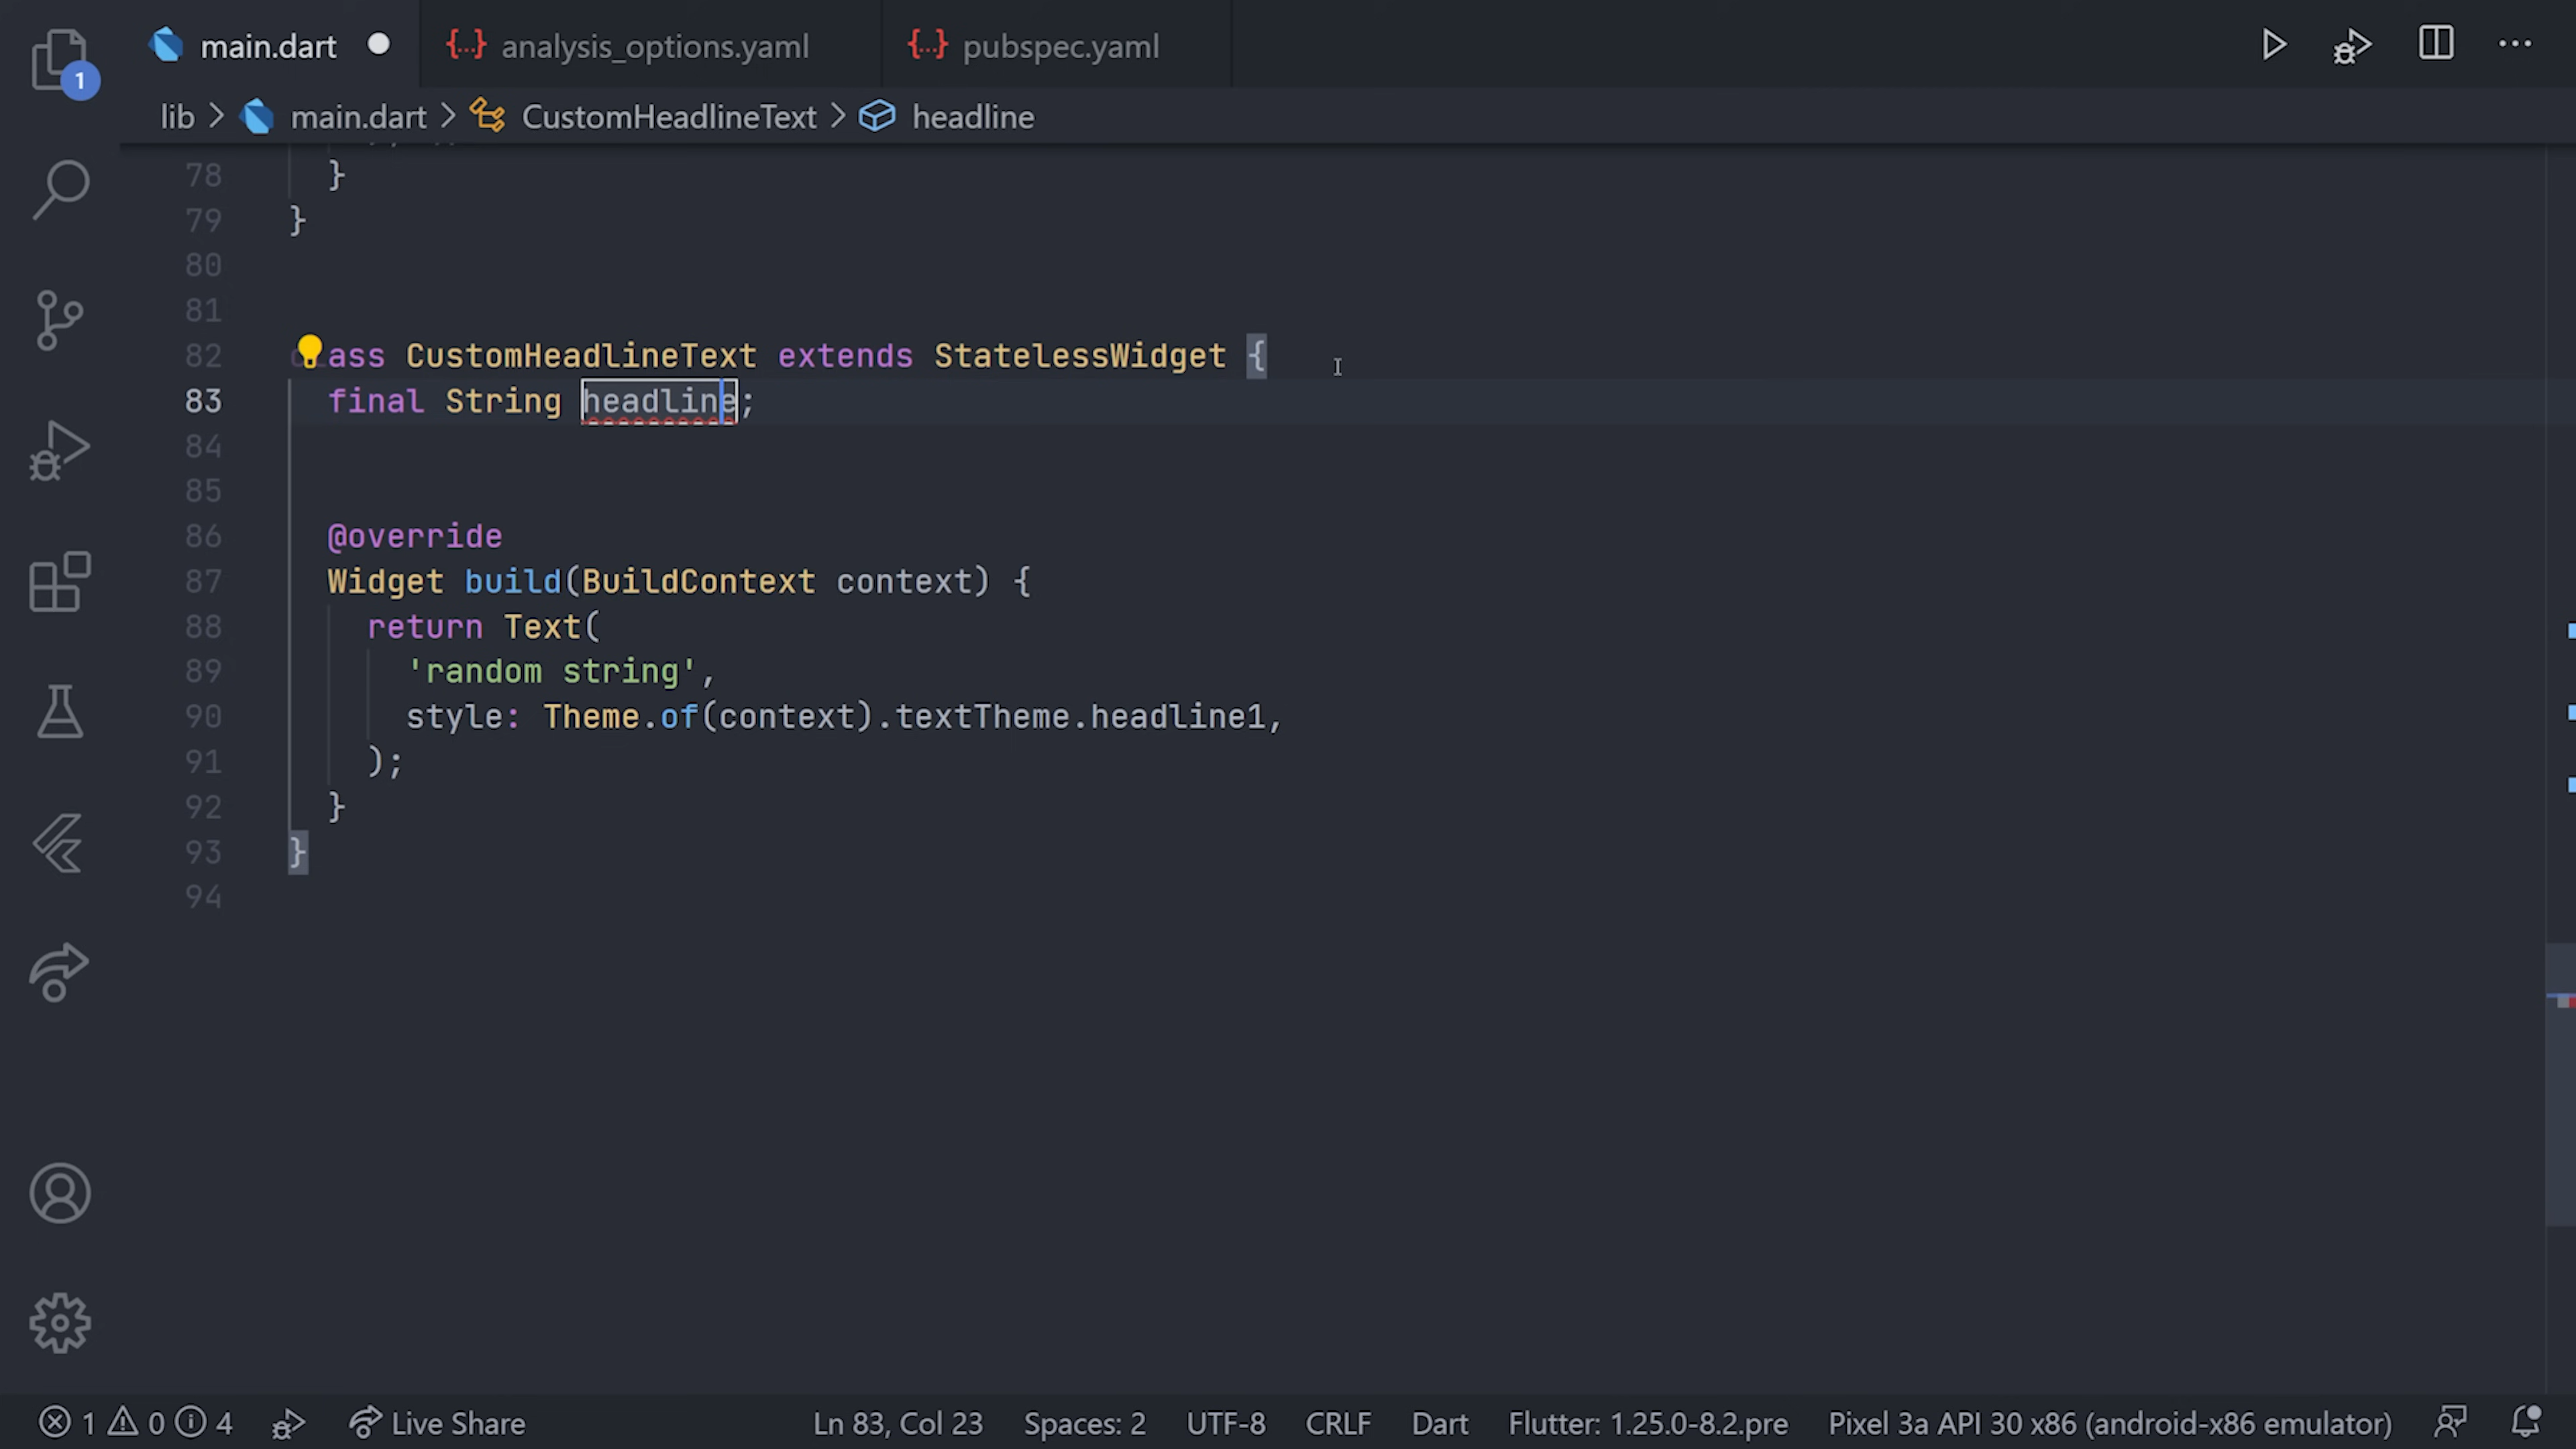 main.dart
{...} analysis_options.yaml
{...} pubspec.yaml
1
lib > main.dart > CustomHeadlineText > headline
78 }
79 }
80
81
82 class CustomHeadlineText extends StatelessWidget {
83 final String headline;
84
85
86 @override
87 Widget build(BuildContext context) {
88 return Text(
89 'random string',
90 style: Theme.of(context).textTheme.headline1,
91 );
92 }
93 }
94
1 0 4 Live Share Ln 83, Col 23 Spaces: 2 UTF-8 CRLF Dart Flutter: 1.25.0-8.2.pre Pixel 3a API 30 x86 (android-x86 emulator)